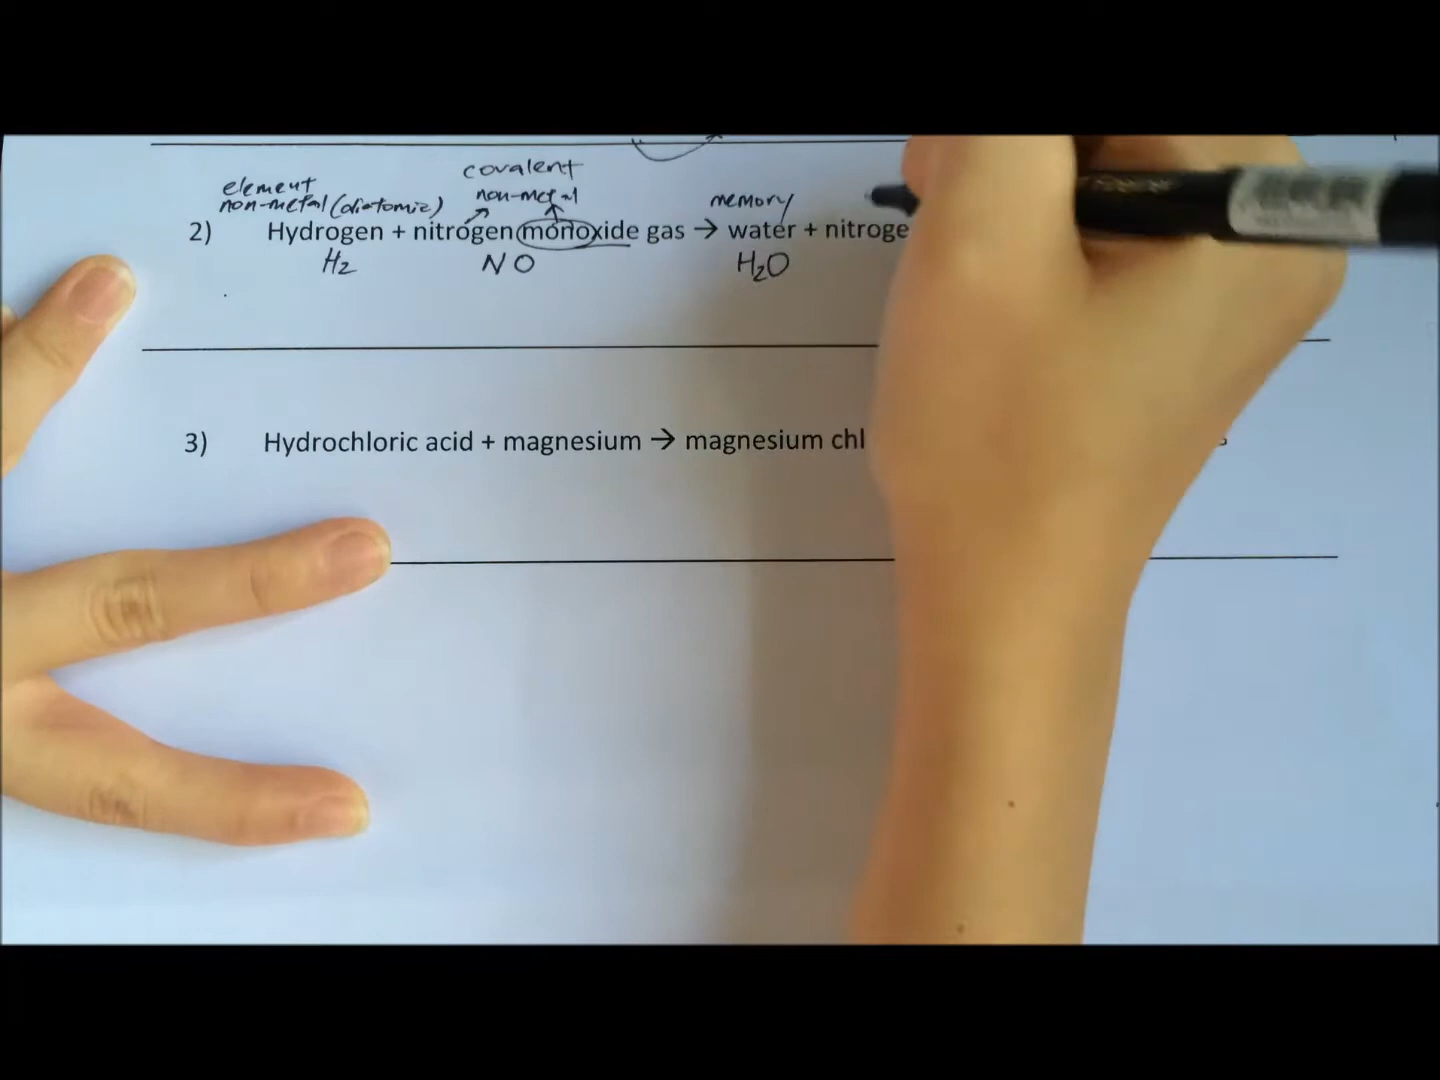 covalent
element non-metal
non-metal (diatomic) memory
2) Hydrogen + nitrogen monoxide gas → water + nitroge
H₂ NO H₂O
3) Hydrochloric acid + magnesium → magnesium chl